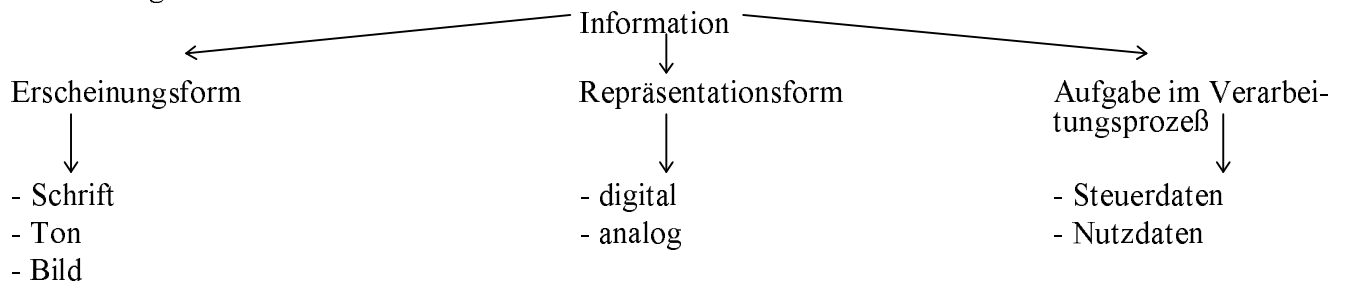 Information
Erscheinungsform
Repräsentationsform
Aufgabe im Verarbei-
tungsprozeß
- Schrift
- Ton
- Bild
- digital
- analog
- Steuerdaten
- Nutzdaten